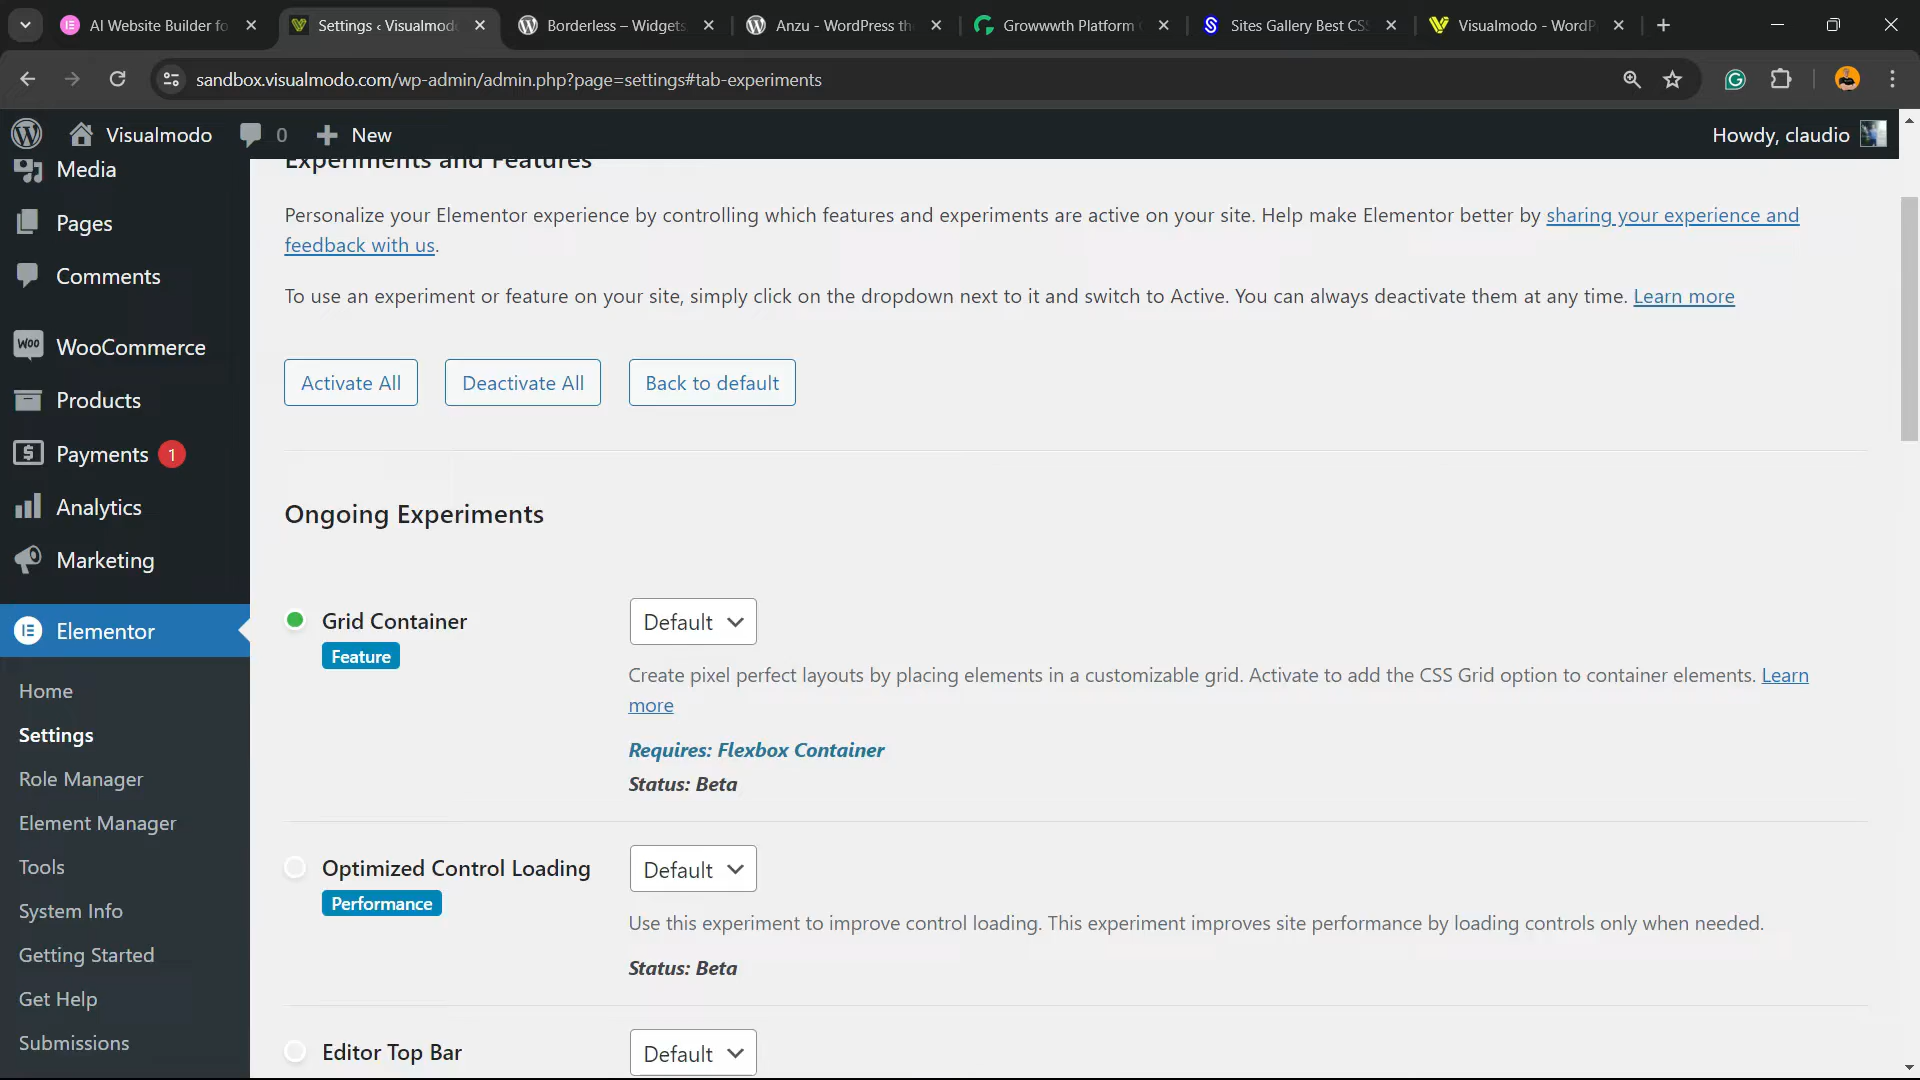 AI Website Builder fo
Settings ‹ Visualmodo
Borderless – Widgets,
Anzu - WordPress th
Growwwth Platform
Sites Gallery Best CSS
Visualmodo - WordP
sandbox.visualmodo.com/wp-admin/admin.php?page=settings#tab-experiments
Visualmodo
0
New
Howdy, claudio
Media
Pages
Comments
WooCommerce
Products
Payments 1
Analytics
Marketing
Elementor
Home
Settings
Role Manager
Element Manager
Tools
System Info
Getting Started
Get Help
Submissions
Experiments and Features
Personalize your Elementor experience by controlling which features and experiments are active on your site. Help make Elementor better by sharing your experience and
feedback with us.
To use an experiment or feature on your site, simply click on the dropdown next to it and switch to Active. You can always deactivate them at any time. Learn more
Activate All
Deactivate All
Back to default
Ongoing Experiments
Grid Container
Feature
Default
Create pixel perfect layouts by placing elements in a customizable grid. Activate to add the CSS Grid option to container elements. Learn
more
Requires: Flexbox Container
Status: Beta
Optimized Control Loading
Performance
Default
Use this experiment to improve control loading. This experiment improves site performance by loading controls only when needed.
Status: Beta
Editor Top Bar
Default